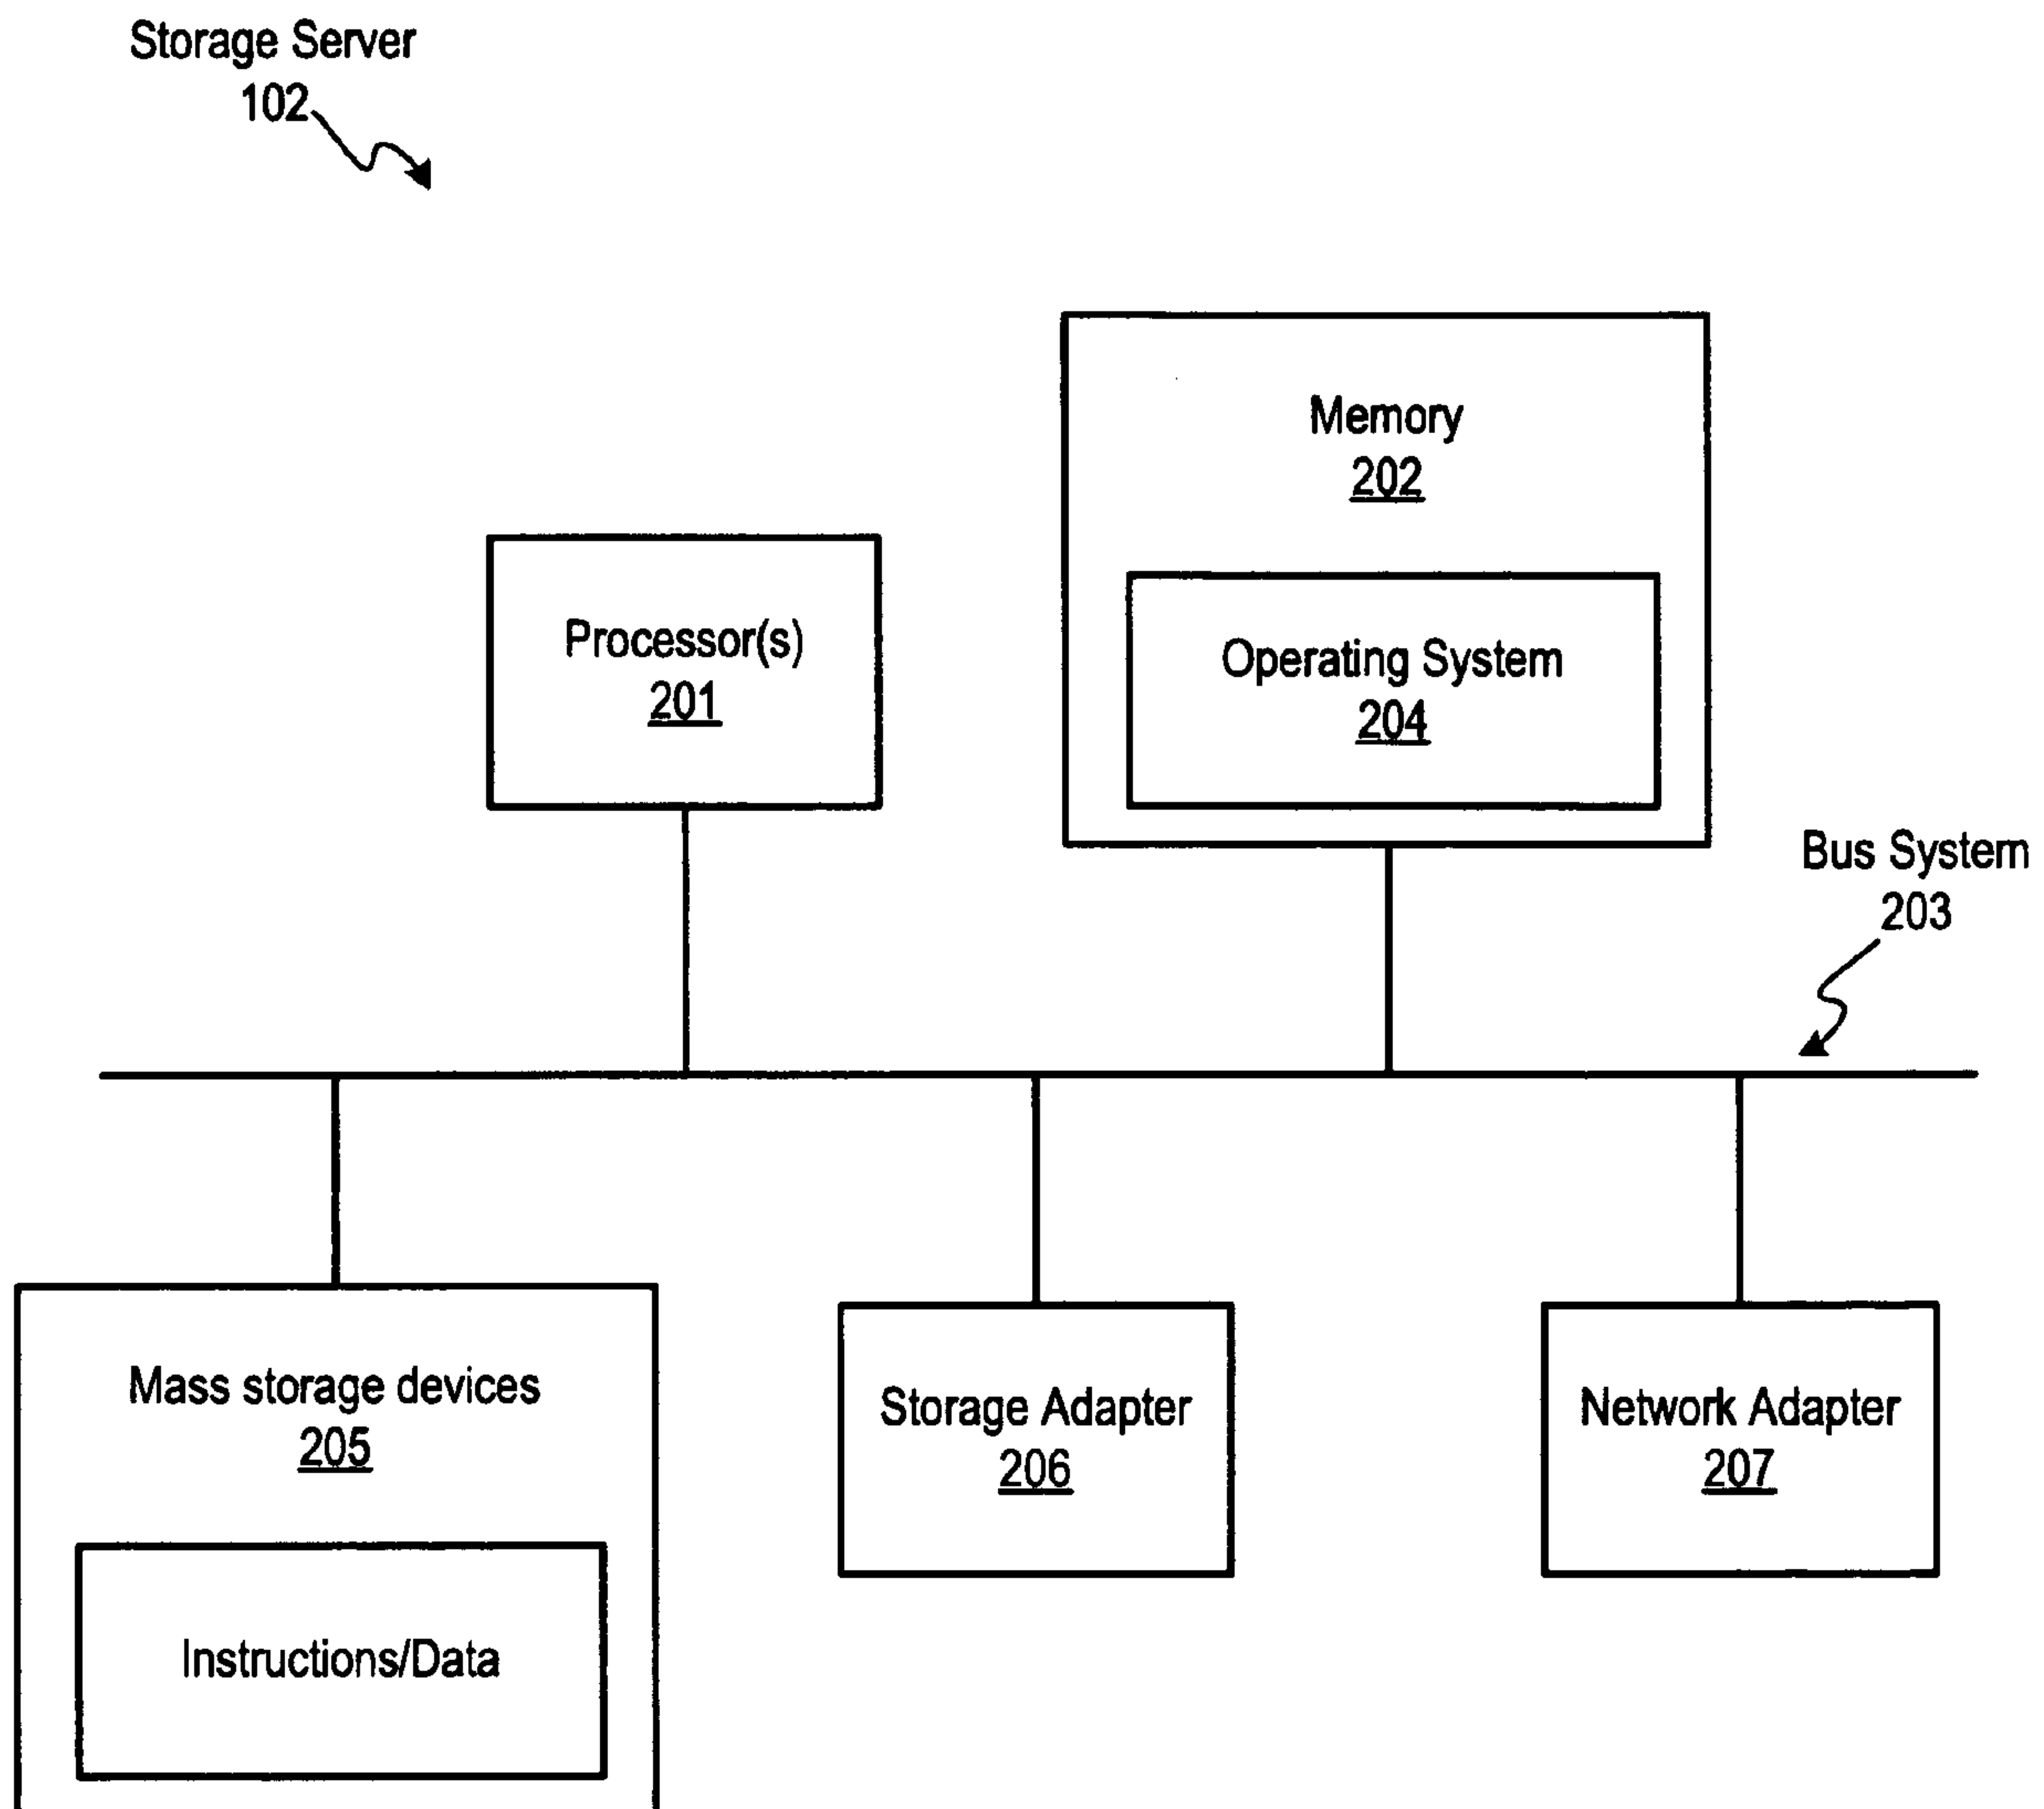 Storage Server
102
Memory
202
Processor(s)
201
Operating System
204
Bus System
203
Mass storage devices
205
Storage Adapter
206
Network Adapter
207
Instructions/Data